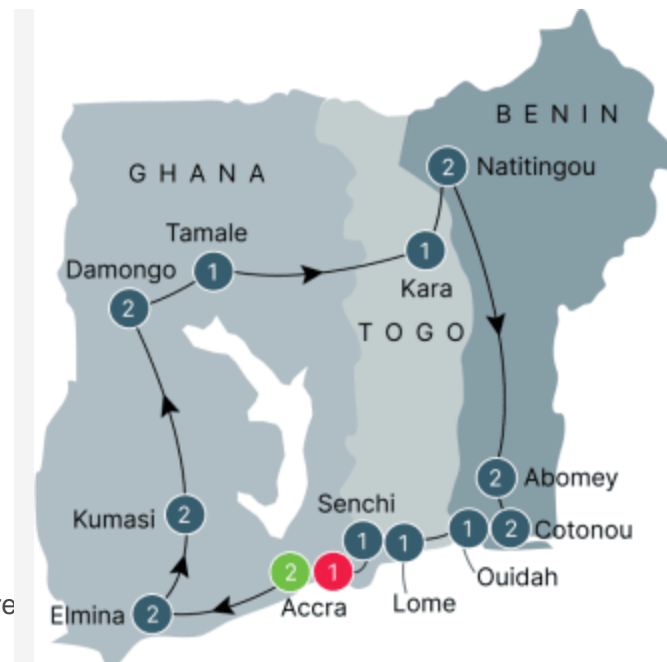 BENIN
GHANA
2 Natitingou
Tamale
Damongo
1
1
Kara
2
TOGO
2 Abomey
Senchi
Kumasi 2
1
1
1
2 Cotonou
2
1
Ouidah
Accra
Lome
re
Elmina 2